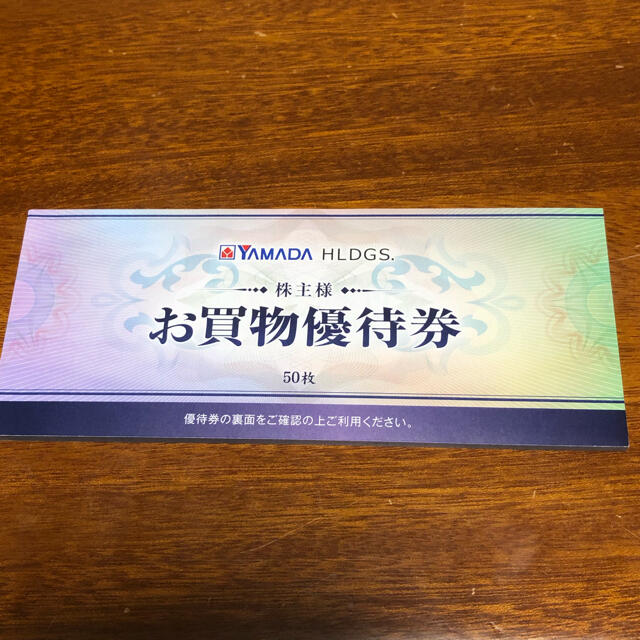 YAMADA HLDGS.
株主様
お買物優待券
50枚
優待券の裏面をご確認の上ご利用ください。